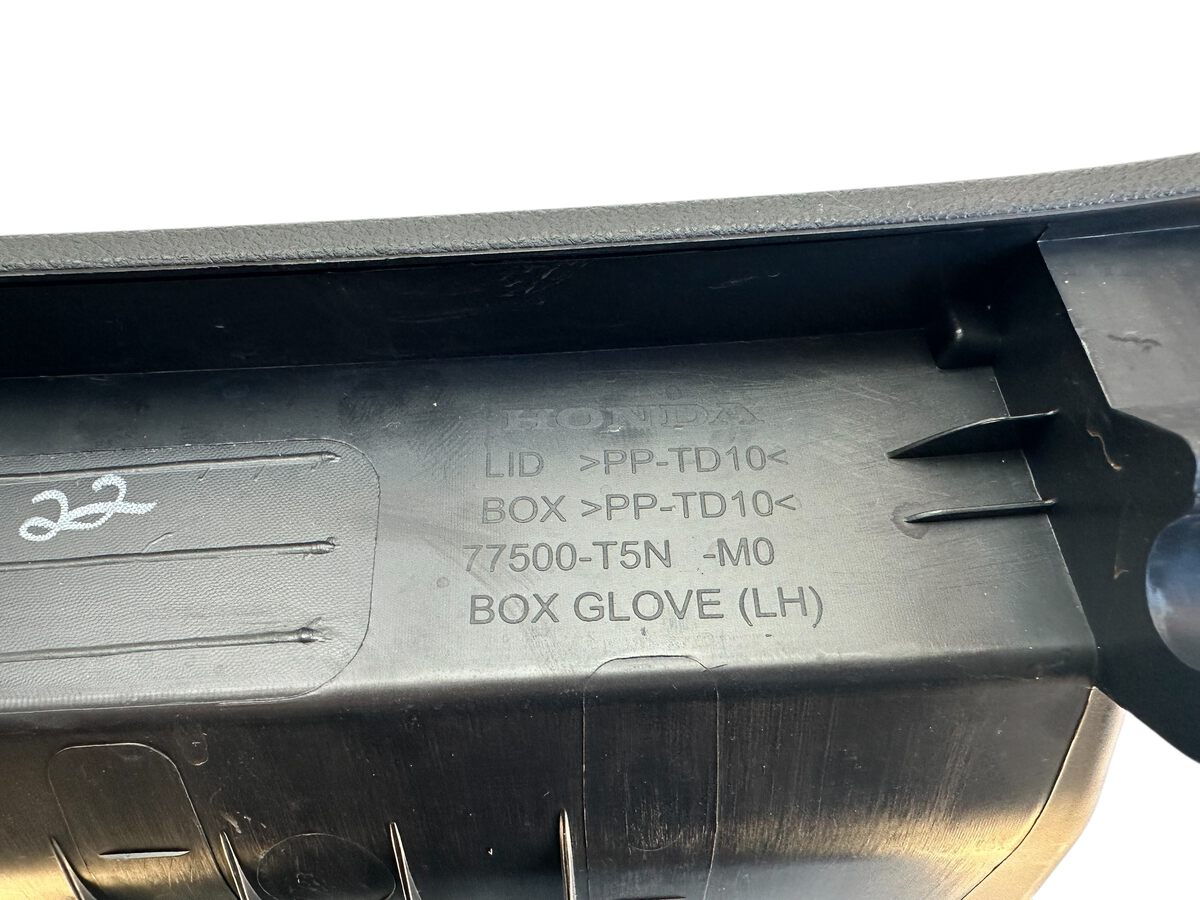 HONDA
LID >PP-TD10<
BOX >PP-TD10<
77500-T5N -M0
BOX GLOVE (LH)
22